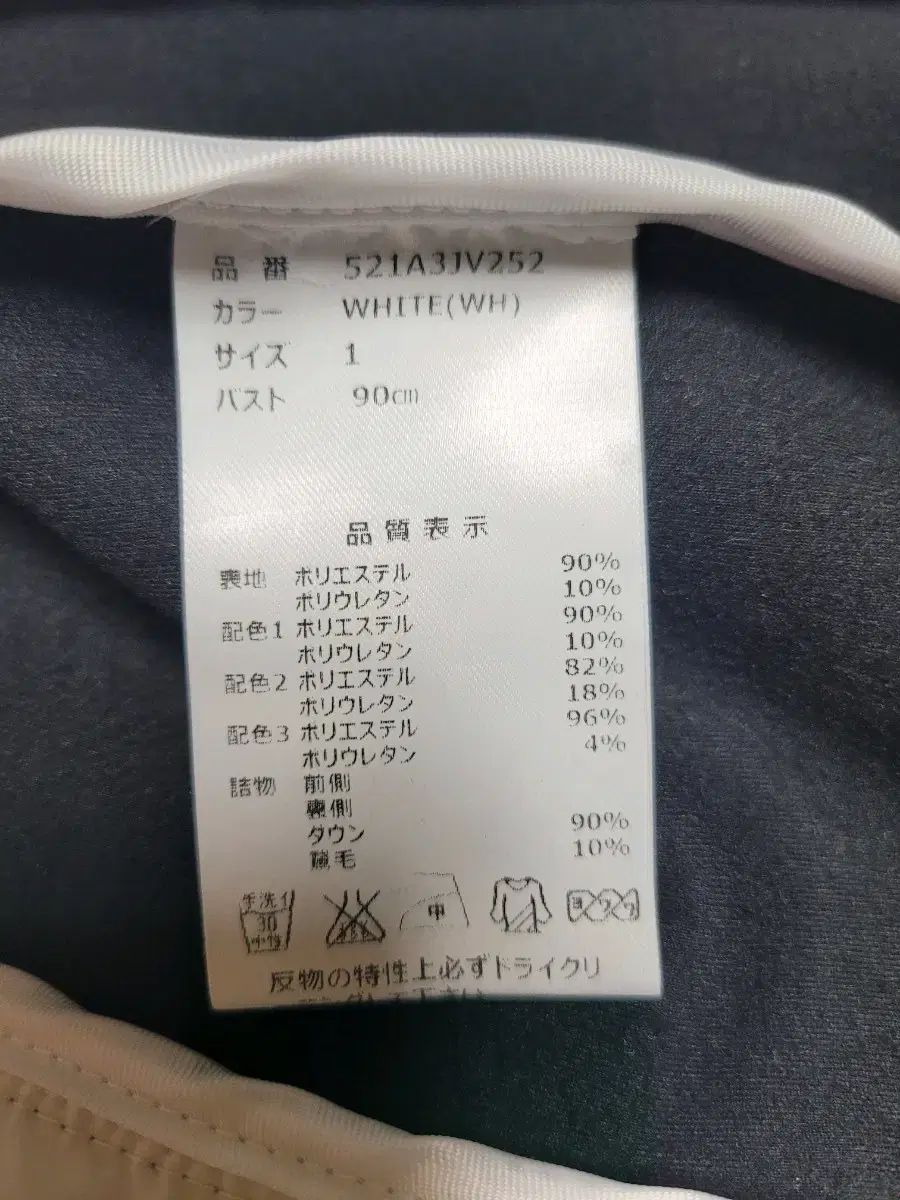 品番 521A3JV252
カラー WHITE(WH)
サイズ 1
バスト 90cm
品質表示
表地 ポリエステル 90%
ポリウレタン 10%
配色1 ポリエステル 90%
ポリウレタン 10%
配色2 ポリエステル 82%
ポリウレタン 18%
配色3 ポリエステル 96%
ポリウレタン 4%
詰物 前側
裏側
ダウン 90%
毛 10%
手洗イ
30
中性
中
反物の特性上必ずドライクリ